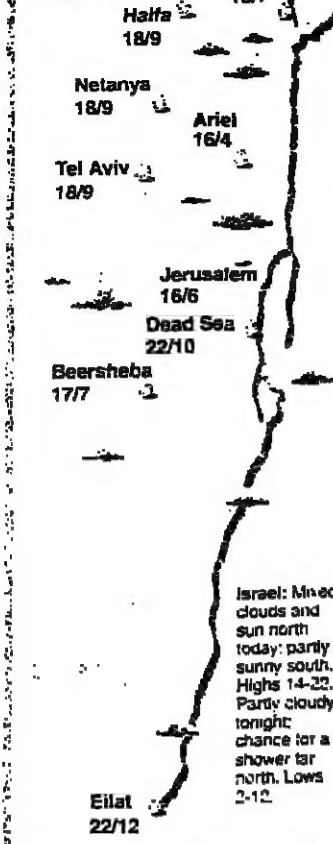 Haifa
18/9
Netanya
18/9
Ariel
16/4
Tel Aviv
18/9
Jerusalem
16/6
Dead Sea
22/10
Beersheba
17/7
Israel: Mixed
clouds and
sun north
today; partly
sunny south.
Highs 14-22.
Partly cloudy
tonight;
chance for a
shower far
north. Lows
2-12
Eilat
22/12